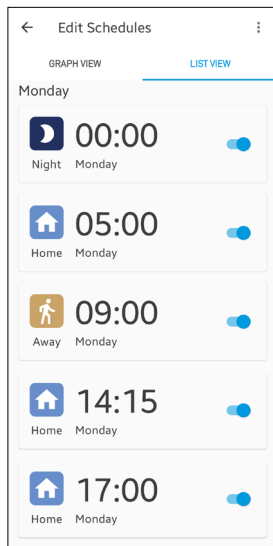 Edit Schedules
GRAPH VIEW LIST VIEW
Monday
00:00
Night Monday
05:00
Home Monday
09:00
Away Monday
14:15
Home Monday
17:00
Home Monday